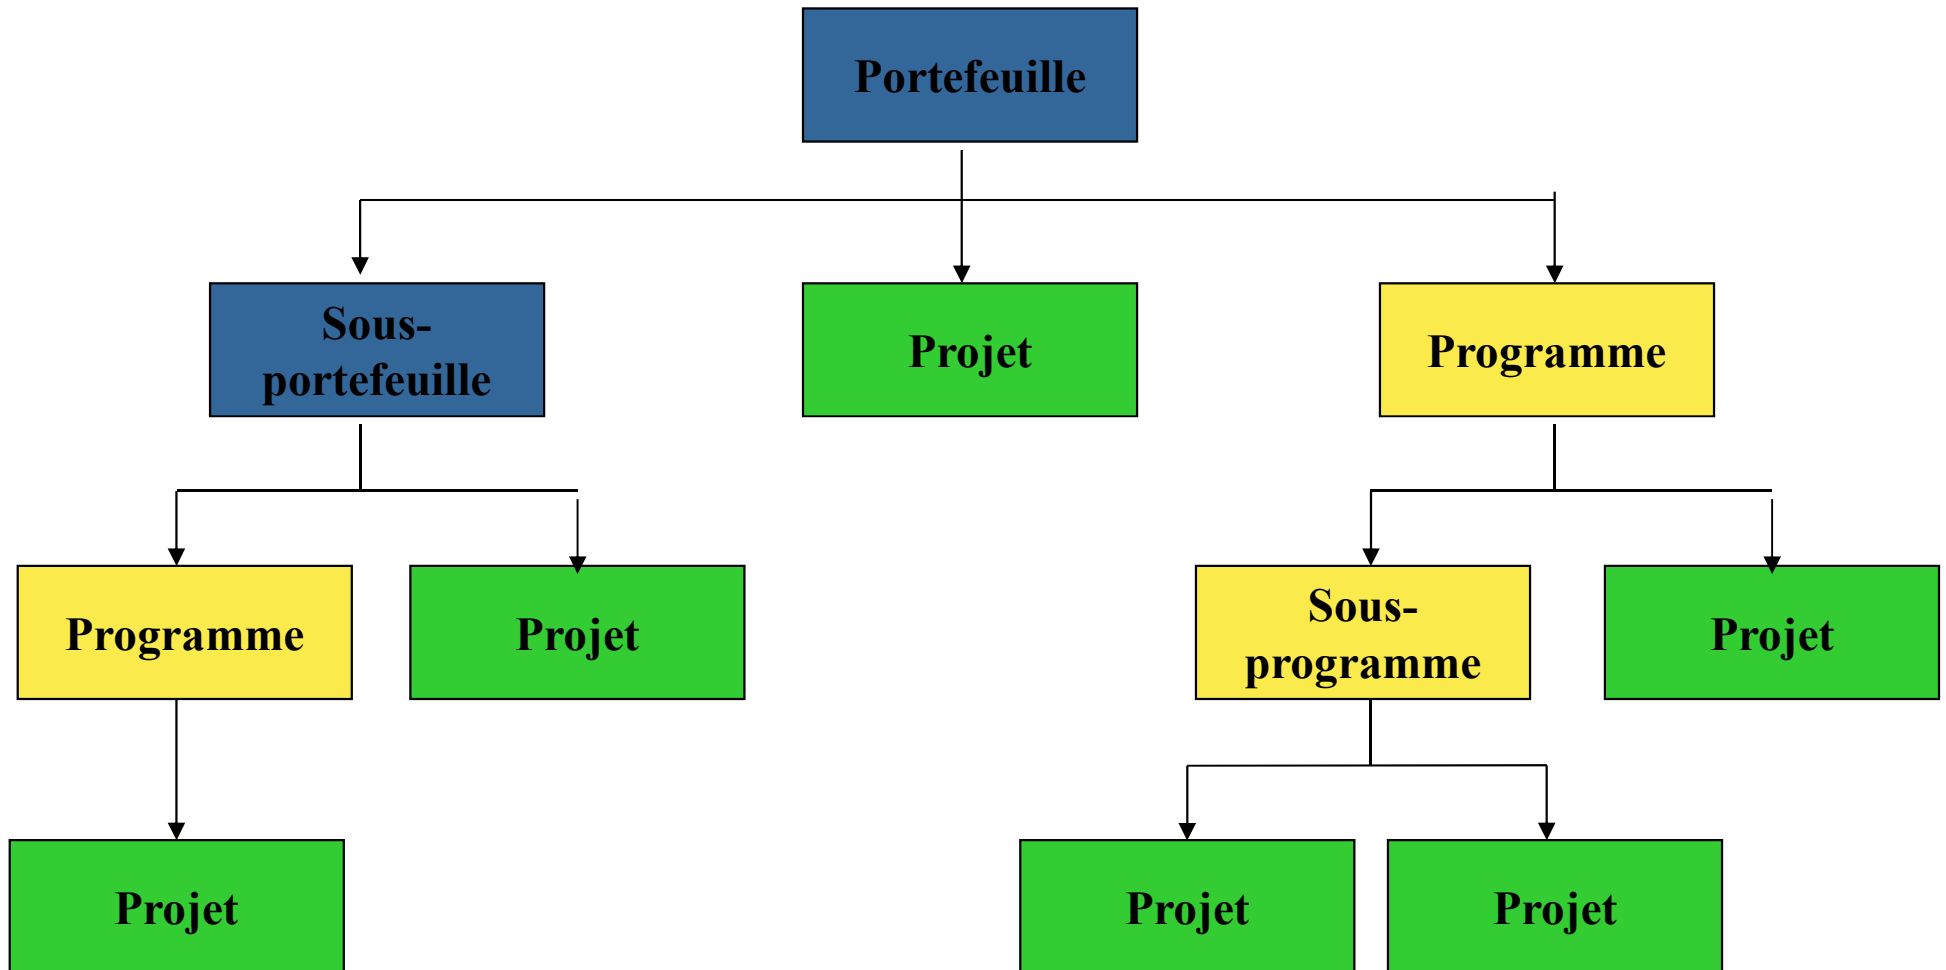 Portefeuille
Sous-
portefeuille
Projet
Programme
Programme
Projet
Sous-
programme
Projet
Projet
Projet
Projet